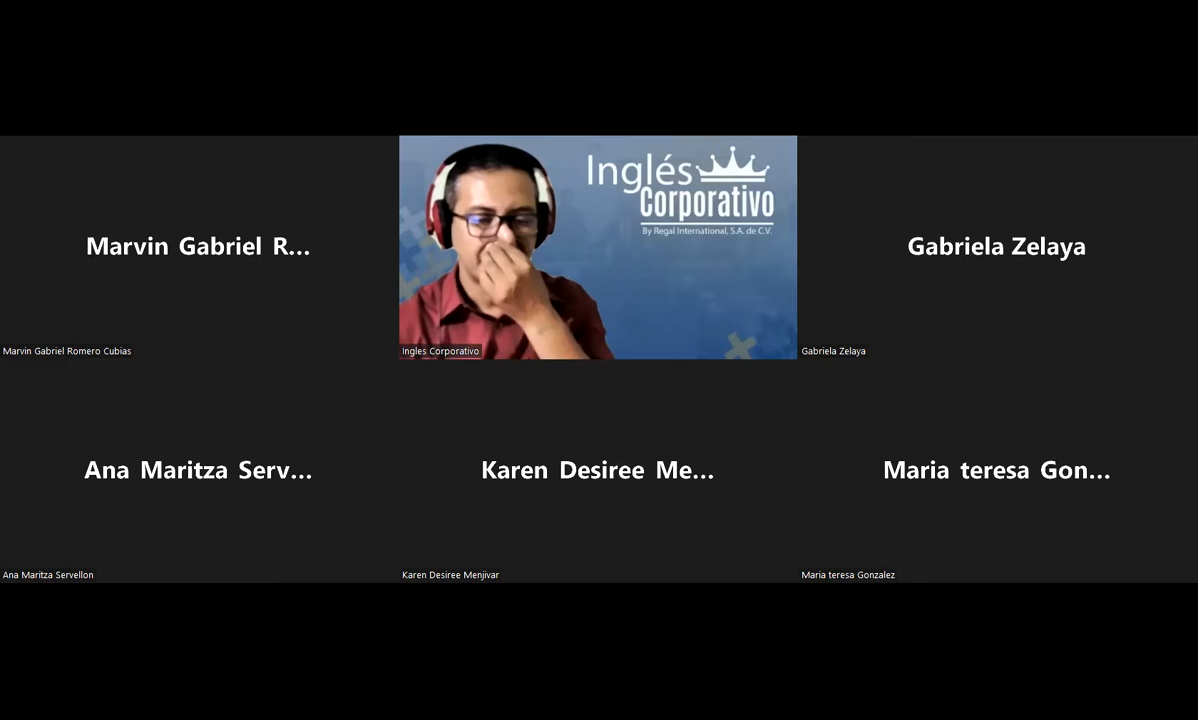 Marvin Gabriel R...
Marvin Gabriel Romero Cubias
Inglés
Corporativo
By Regal International, S.A. de C.V.
Ingles Corporativo
Gabriela Zelaya
Gabriela Zelaya
Ana Maritza Serv...
Ana Maritza Servellon
Karen Desiree Me...
Karen Desiree Menjivar
Maria teresa Gon...
Maria teresa Gonzalez